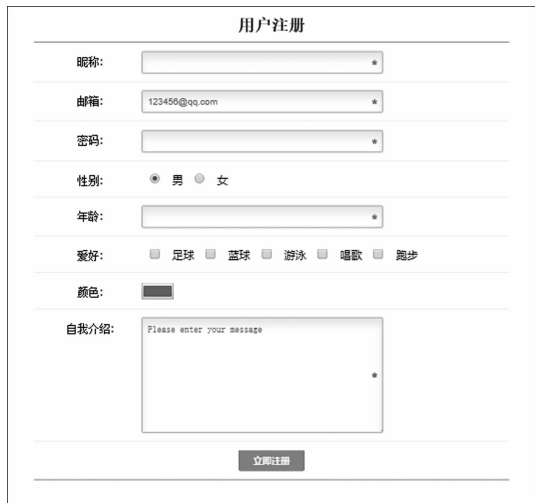 用户注册
昵称: *
邮箱: 123456@qq.com *
密码: *
性别: 男 女
年龄: *
爱好: 足球 蓝球 游泳 唱歌 跑步
颜色:
自我介绍: Please enter your message *
立即注册